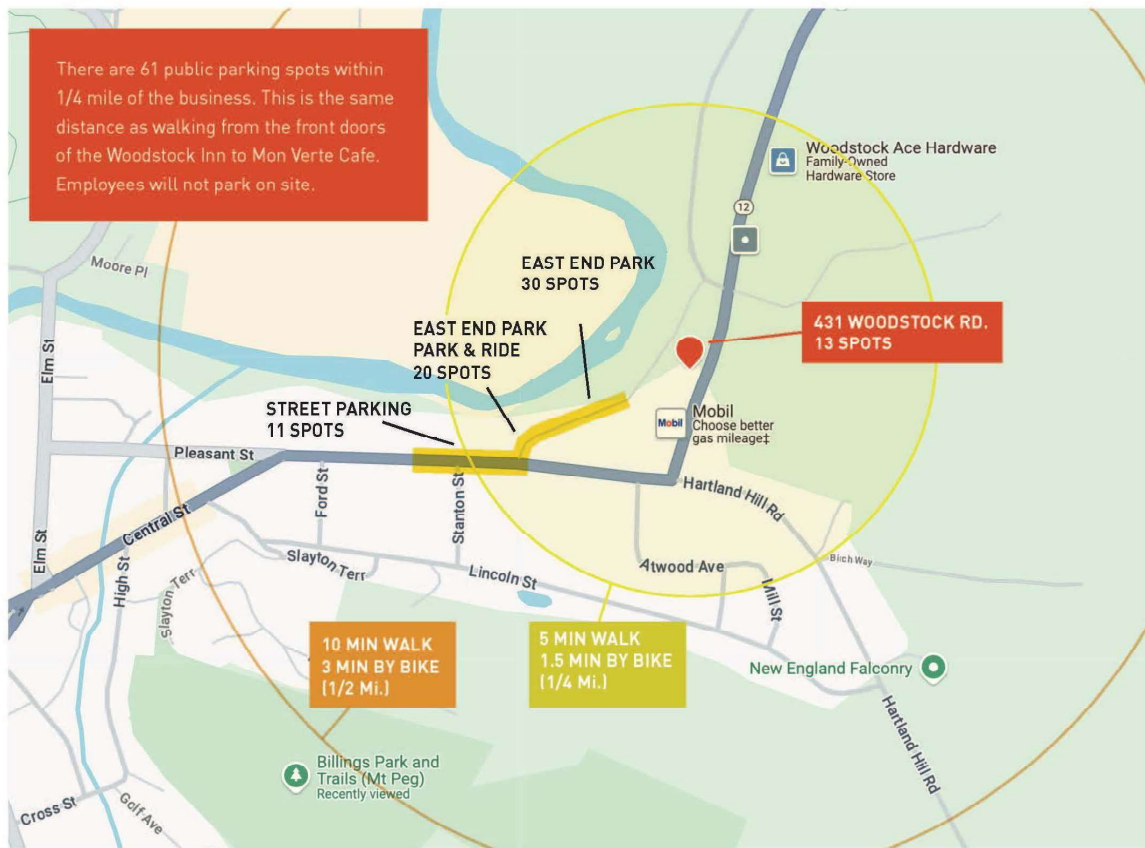 There are 61 public parking spots within
1/4 mile of the business. This is the same
distance as walking from the front doors
of the Woodstock Inn to Mon Verte Cafe.
Employees will not park on site.
Woodstock Ace Hardware
Family-Owned
Hardware Store
12
Moore Pl
EAST END PARK
30 SPOTS
EAST END PARK
PARK & RIDE
20 SPOTS
431 WOODSTOCK RD.
13 SPOTS
Elm St
STREET PARKING
11 SPOTS
Mobil
Mobil
Choose better
gas mileage‡
Pleasant St
Central St
Ford St
Stanton St
Hartland Hill Rd
Elm St
High St
Slayton Terr
Slayton Terr
Lincoln St
Atwood Ave
Birch Way
Mill St
10 MIN WALK
3 MIN BY BIKE
(1/2 Mi.)
5 MIN WALK
1.5 MIN BY BIKE
(1/4 Mi.)
New England Falconry
Hartland Hill Rd
Billings Park and
Trails (Mt Peg)
Recently viewed
Cross St
Golf Ave